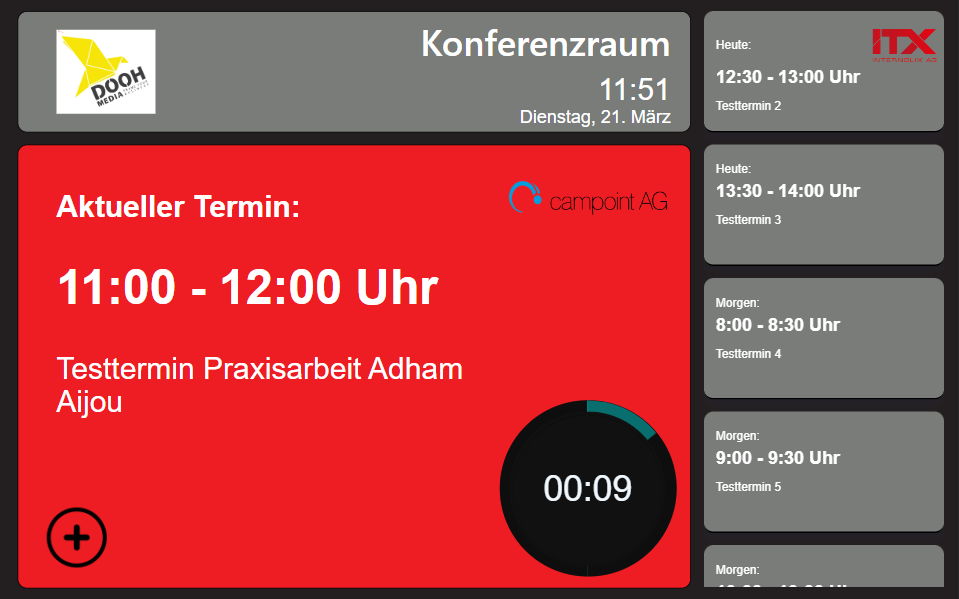 DOOH
MEDIA
Konferenzraum
11:51
Dienstag, 21. März
Aktueller Termin:
campoint AG
11:00 - 12:00 Uhr
Testtermin Praxisarbeit Adham
Aijou
00:09
Heute:
ITX
INTERNOLIX AG
12:30 - 13:00 Uhr
Testtermin 2
Heute:
13:30 - 14:00 Uhr
Testtermin 3
Morgen:
8:00 - 8:30 Uhr
Testtermin 4
Morgen:
9:00 - 9:30 Uhr
Testtermin 5
Morgen: